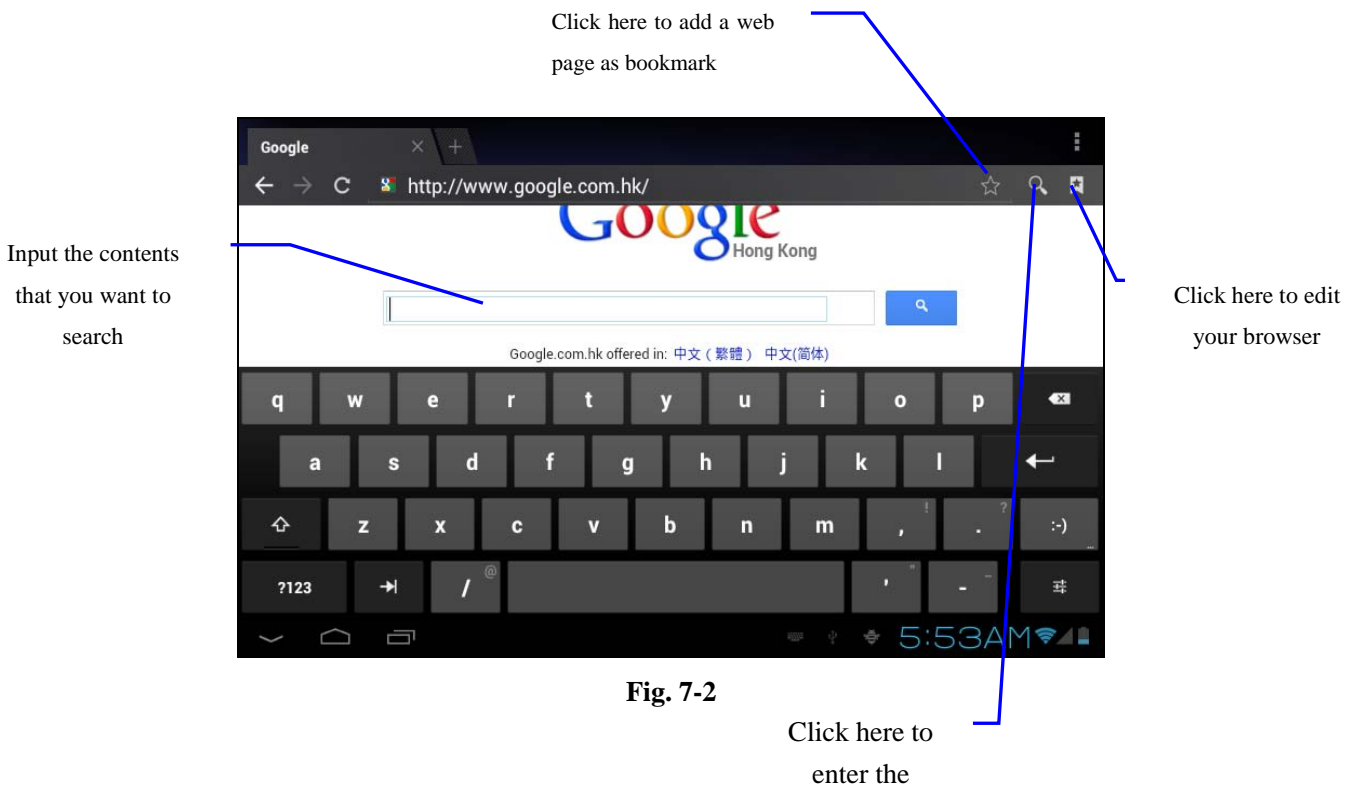 Click here to add a web
page as bookmark
Google
http://www.google.com.hk/
Google
Hong Kong
Input the contents
that you want to
search
Click here to edit
your browser
Google.com.hk offered in: 中文（繁體） 中文(简体)
q w e r t y u i o p
a s d f g h j k l
z x c v b n m , ! . ? :-) ...
?123 / @ ' " - _
5:53AM
Fig. 7-2
Click here to
enter the